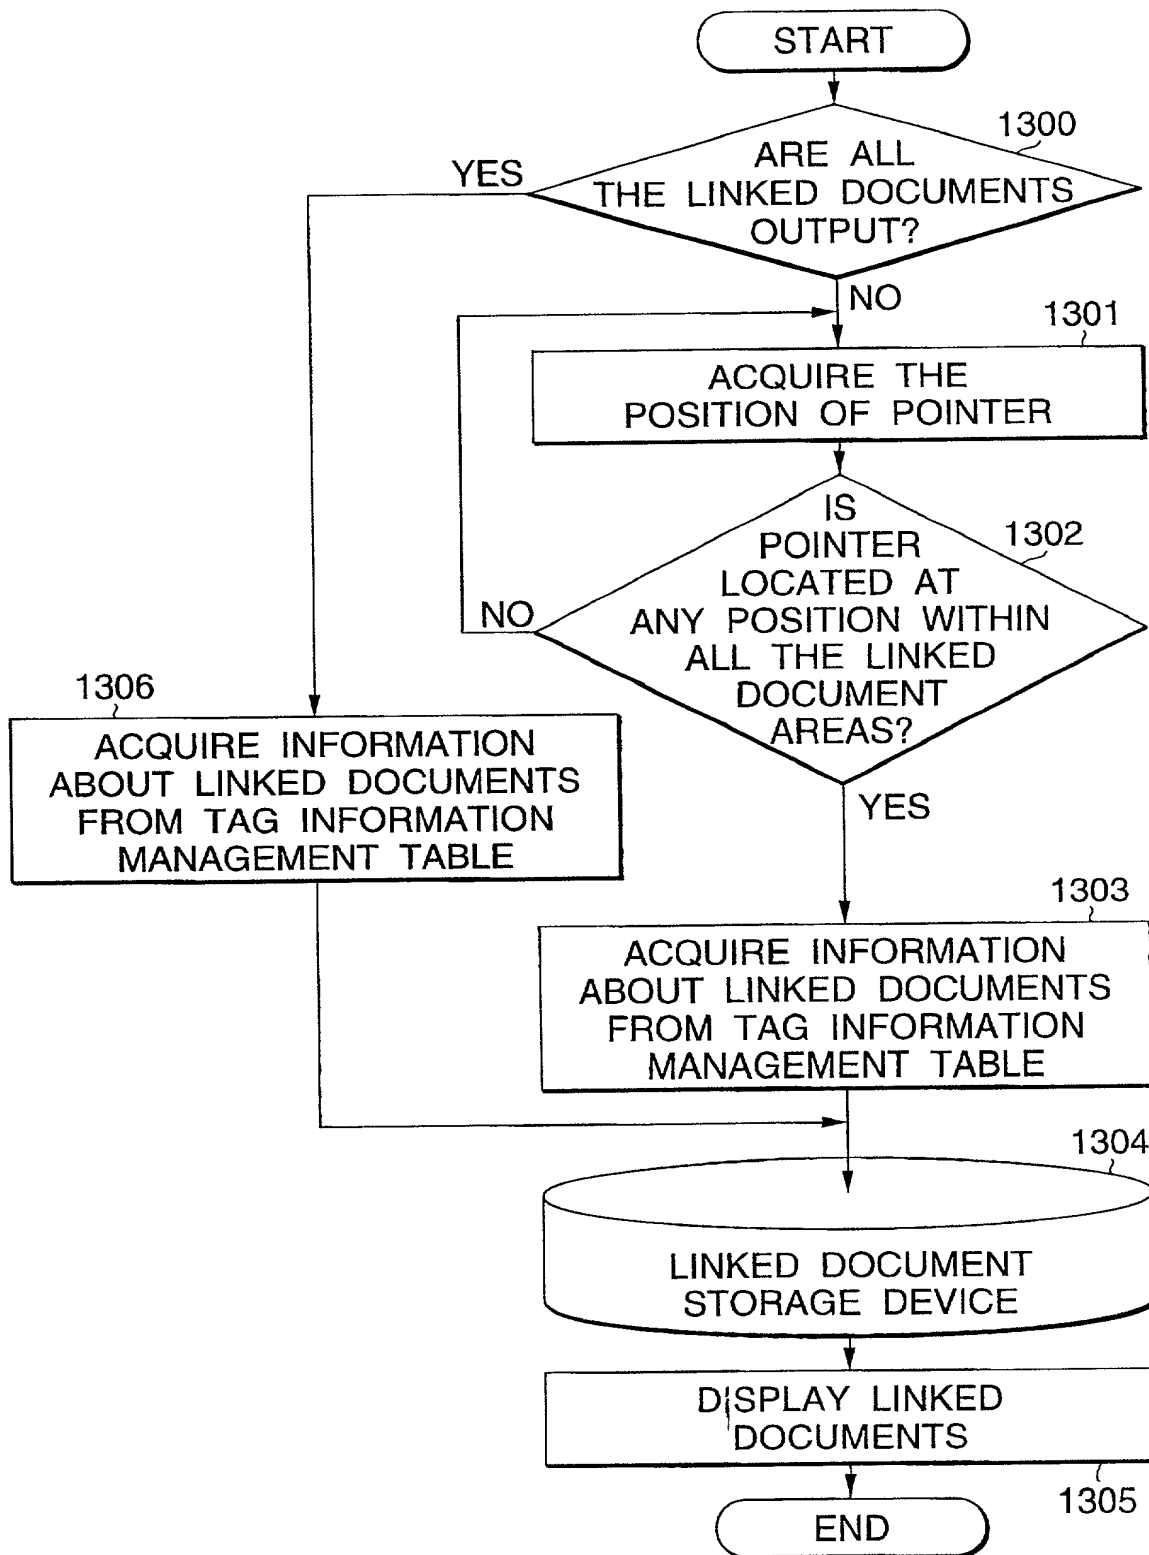 START
1300
ARE ALL
THE LINKED DOCUMENTS
OUTPUT?
YES
NO
1301
ACQUIRE THE
POSITION OF POINTER
1302
IS
POINTER
LOCATED AT
ANY POSITION WITHIN
ALL THE LINKED
DOCUMENT
AREAS?
NO
YES
1306
ACQUIRE INFORMATION
ABOUT LINKED DOCUMENTS
FROM TAG INFORMATION
MANAGEMENT TABLE
1303
ACQUIRE INFORMATION
ABOUT LINKED DOCUMENTS
FROM TAG INFORMATION
MANAGEMENT TABLE
1304
LINKED DOCUMENT
STORAGE DEVICE
DISPLAY LINKED
DOCUMENTS
1305
END